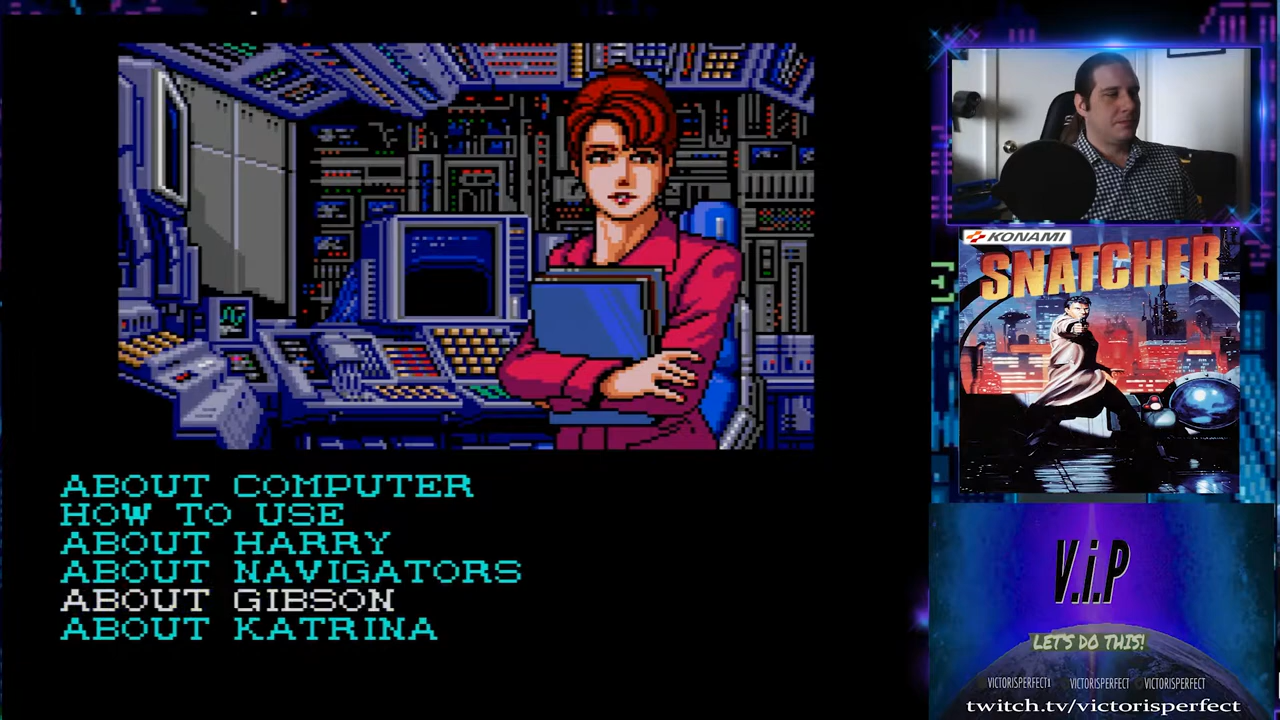 ABOUT COMPUTER
HOW TO USE
ABOUT HARRY
ABOUT NAVIGATORS
ABOUT GIBSON
ABOUT KATRINA
KONAMI
SNATCHER
V.i.P
LET'S DO THIS!
VICTORISPERFECT1 VICTORISPERFECT VICTORISPERFECT
twitch.tv/victorisperfect